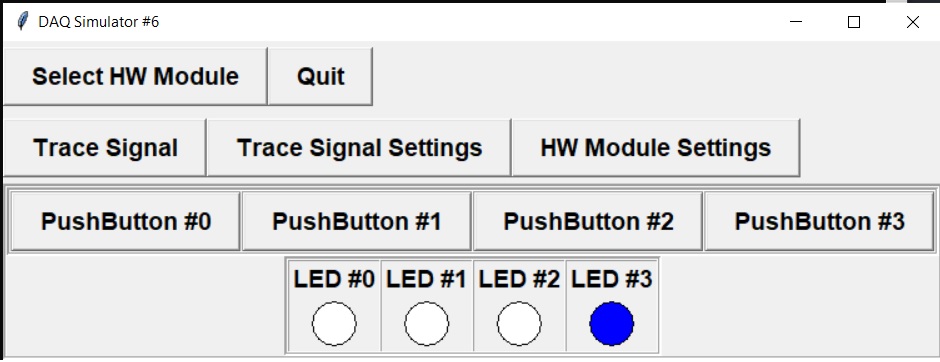 DAQ Simulator #6
Select HW Module Quit
Trace Signal Trace Signal Settings HW Module Settings
PushButton #0 PushButton #1 PushButton #2 PushButton #3
LED #0 LED #1 LED #2 LED #3